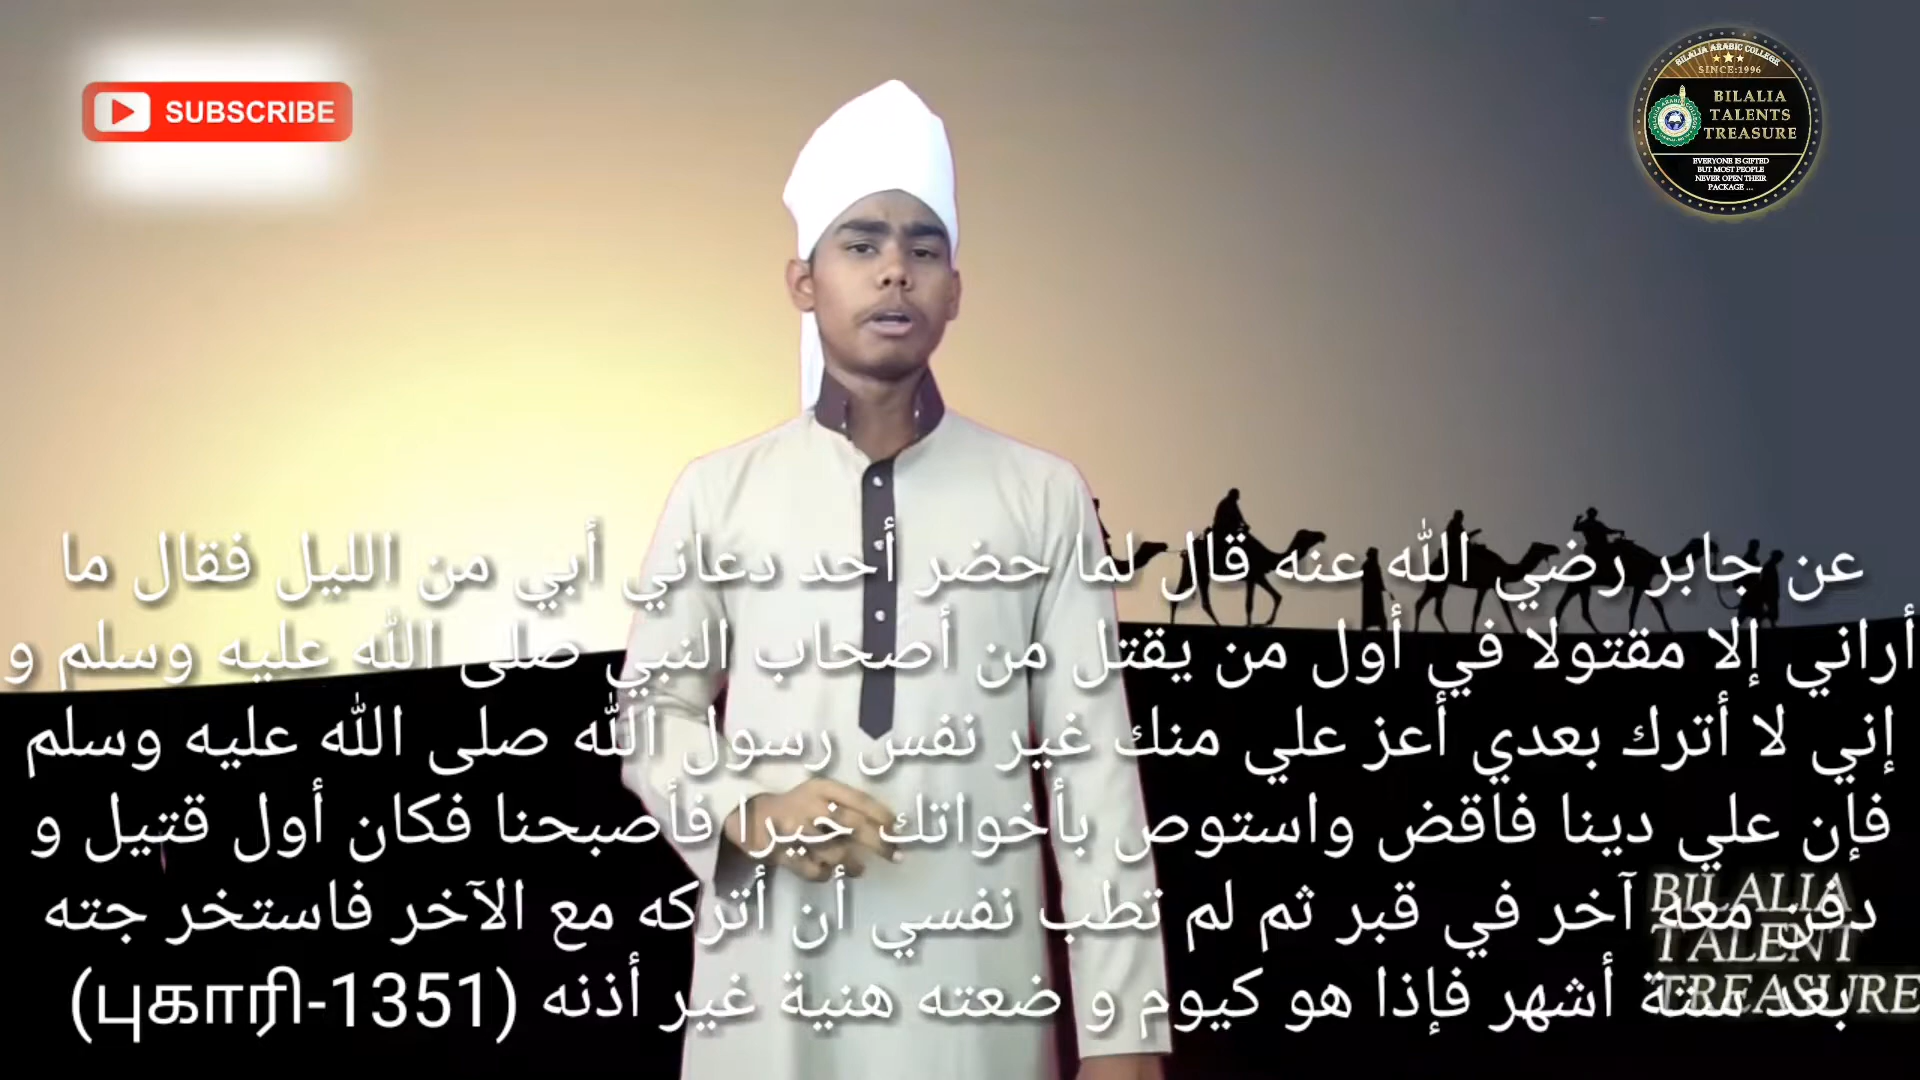 SUBSCRIBE
BILALIA ARABIC COLLEGE
SINCE:1996
BILALIA
TALENTS
TREASURE
EVERYONE IS GIFTED
BUT MOST PEOPLE
NEVER OPEN THEIR
PACKAGE ...
عن جابر رضي الله عنه قال لما حضر أحد دعاني أبي من الليل فقال ما
أراني إلا مقتولا في أول من يقتل من أصحاب النبي صلى الله عليه وسلم و
إني لا أترك بعدي أعز علي منك غير نفس رسول الله صلى الله عليه وسلم
فإن علي دينا فاقض واستوص بأخواتك خيرا فأصبحنا فكان أول قتيل و
دفن معه آخر في قبر ثم لم تطب نفسي أن أتركه مع الآخر فاستخر جته
بعد ستة أشهر فإذا هو كيوم و ضعته هنية غير أذنه (புகாரி-1351)
BILALIA
TALENT
TREASURE